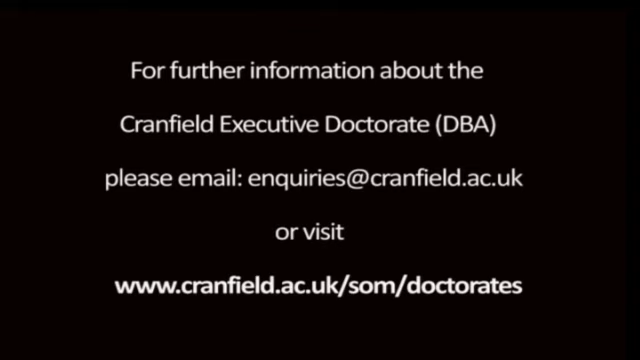 For further information about the
Cranfield Executive Doctorate (DBA)
please email: enquiries@cranfield.ac.uk
or visit
www.cranfield.ac.uk/som/doctorates